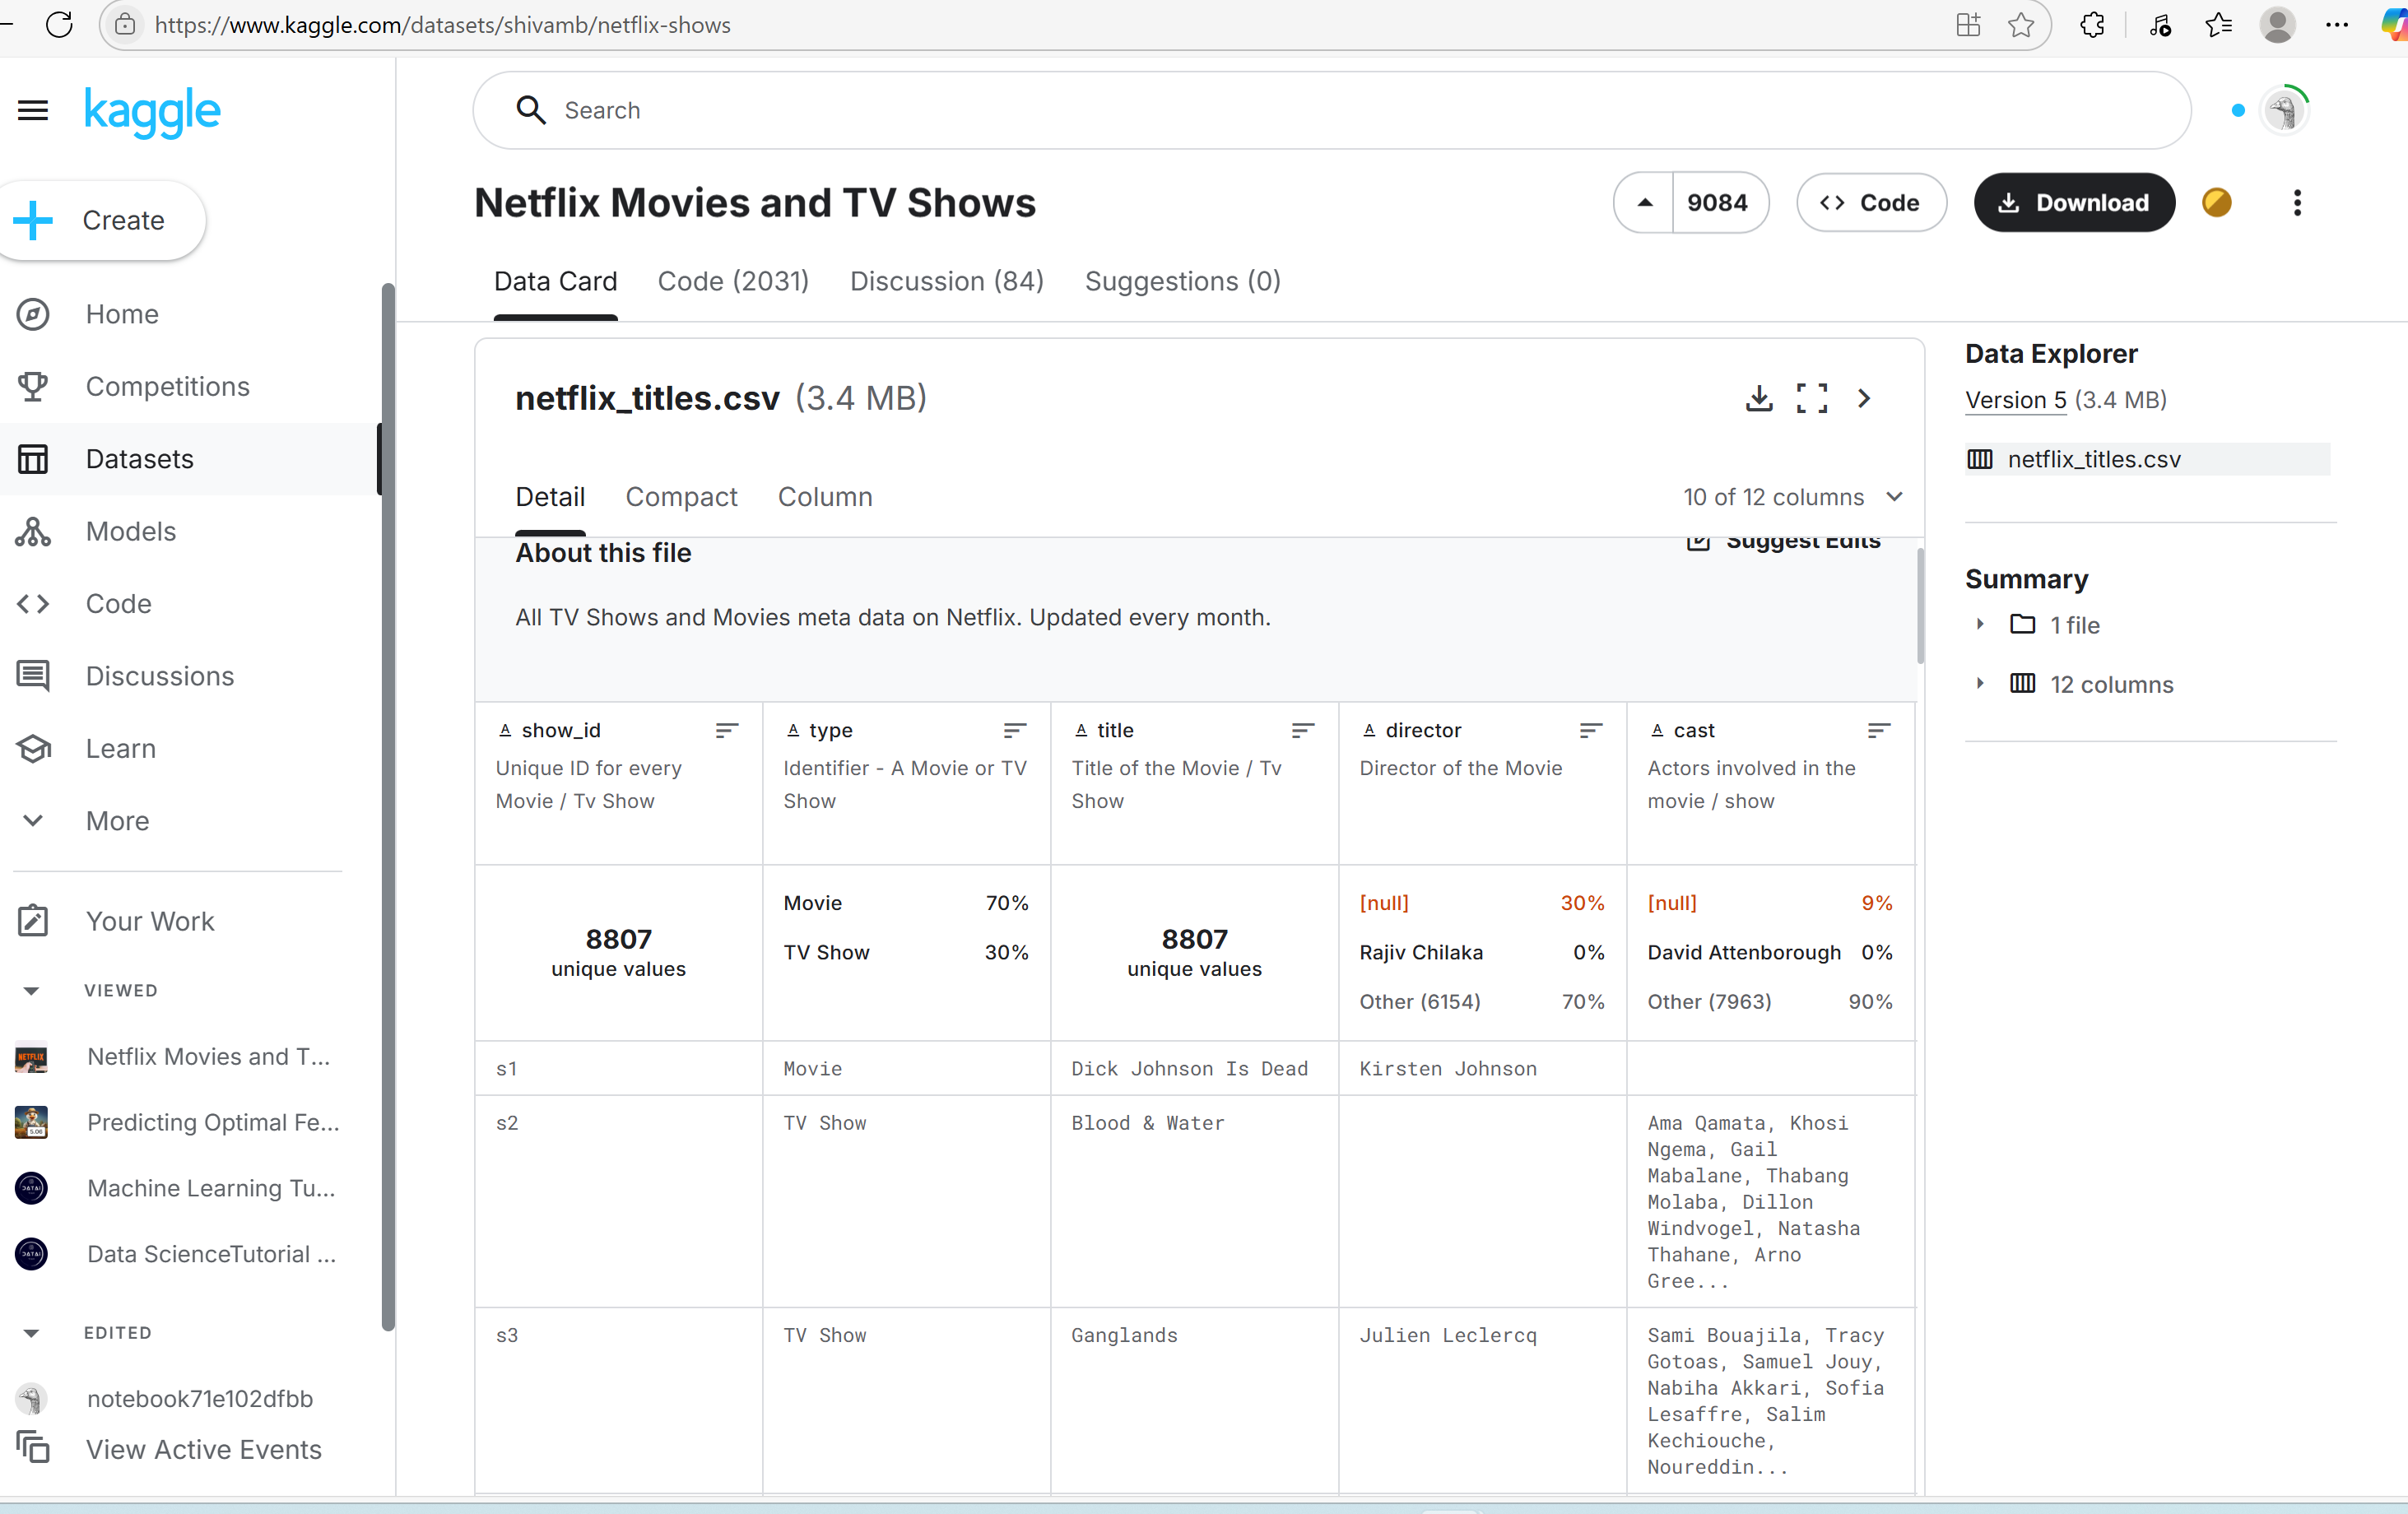 https://www.kaggle.com/datasets/shivamb/netflix-shows
kaggle
Search
Create
Home
Competitions
Datasets
Models
Code
Discussions
Learn
More
Your Work
VIEWED
Netflix Movies and T...
Predicting Optimal Fe...
Machine Learning Tu...
Data ScienceTutorial ...
EDITED
notebook71e102dfbb
View Active Events
Netflix Movies and TV Shows
9084
Code
Download
Data Card
Code (2031)
Discussion (84)
Suggestions (0)
netflix_titles.csv (3.4 MB)
Detail
Compact
Column
10 of 12 columns
About this file
Suggest Edits
All TV Shows and Movies meta data on Netflix. Updated every month.
A show_id
Unique ID for every
Movie / Tv Show
A type
Identifier - A Movie or TV
Show
A title
Title of the Movie / Tv
Show
A director
Director of the Movie
A cast
Actors involved in the
movie / show
8807
unique values
Movie 70%
TV Show 30%
8807
unique values
[null] 30%
Rajiv Chilaka 0%
Other (6154) 70%
[null] 9%
David Attenborough 0%
Other (7963) 90%
s1
Movie
Dick Johnson Is Dead
Kirsten Johnson
s2
TV Show
Blood & Water
Ama Qamata, Khosi
Ngema, Gail
Mabalane, Thabang
Molaba, Dillon
Windvogel, Natasha
Thahane, Arno
Gree...
s3
TV Show
Ganglands
Julien Leclercq
Sami Bouajila, Tracy
Gotoas, Samuel Jouy,
Nabiha Akkari, Sofia
Lesaffre, Salim
Kechiouche,
Noureddin...
Data Explorer
Version 5 (3.4 MB)
netflix_titles.csv
Summary
1 file
12 columns